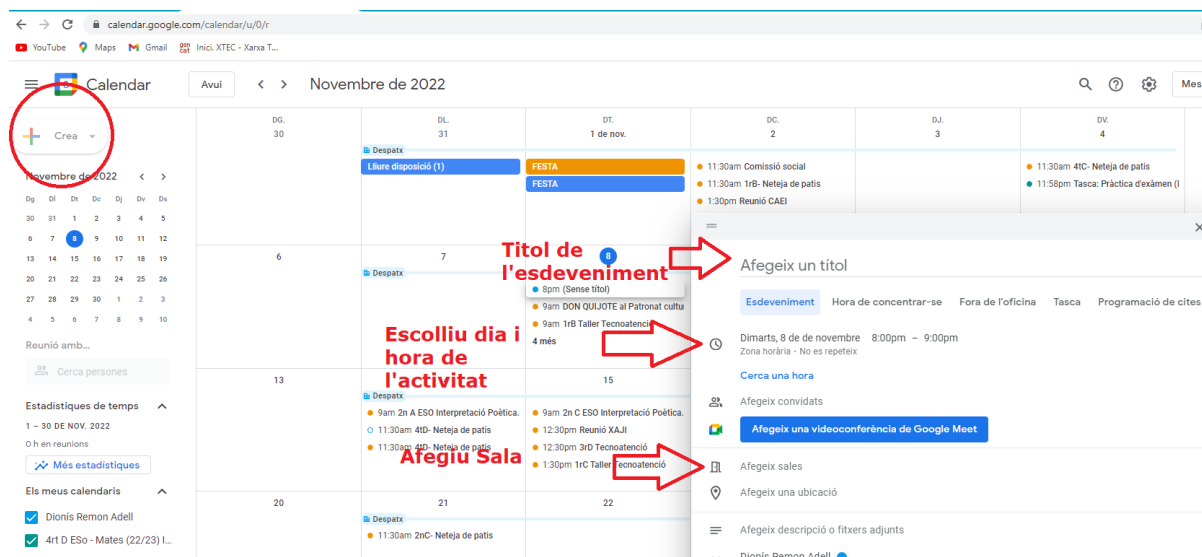 calendar.google.com/calendar/u/0/r
YouTube Maps Gmail gen cat Inici. XTEC - Xarxa T...
Calendar Avui Novembre de 2022 Mes
Crea
Novembre de 2022
Dg Dl Dt Dc Dj Dv Ds
30 31 1 2 3 4 5
6 7 8 9 10 11 12
13 14 15 16 17 18 19
20 21 22 23 24 25 26
27 28 29 30 1 2 3
4 5 6 7 8 9 10
Reunió amb...
Cerca persones
Estadístiques de temps
1 – 30 DE NOV. 2022
0 h en reunions
Més estadístiques
Els meus calendaris
Dionís Remon Adell
4rt D ESo - Mates (22/23) I...
DG. DL. DT. DC. DJ. DV.
30 31 1 de nov. 2 3 4
Despatx
Lliure disposició (1)
FESTA
FESTA
11:30am Comissió social
11:30am 1rB- Neteja de patis
1:30pm Reunió CAEI
11:30am 4tC- Neteja de patis
11:58pm Tasca: Pràctica d'exàmen (I
6 7 8
Despatx
8pm (Sense títol)
9am DON QUIJOTE al Patronat cultu
9am 1rB Taller Tecnoatenció
4 més
13 15
Despatx
9am 2n A ESO Interpretació Poètica.
11:30am 4tD- Neteja de patis
11:30am 4tD- Neteja de patis
9am 2n C ESO Interpretació Poètica.
12:30pm Reunió XAJI
12:30pm 3rD Tecnoatenció
1:30pm 1rC Taller Tecnoatenció
20 21 22
Despatx
11:30am 2nC- Neteja de patis
Titol de
l'esdeveniment
Escolliu dia i
hora de
l'activitat
Afegiu Sala
Afegeix un títol
Esdeveniment Hora de concentrar-se Fora de l'oficina Tasca Programació de cites
Dimarts, 8 de novembre 8:00pm – 9:00pm
Zona horària - No es repeteix
Cerca una hora
Afegeix convidats
Afegeix una videoconferència de Google Meet
Afegeix sales
Afegeix una ubicació
Afegeix descripció o fitxers adjunts
Dionís Remon Adell